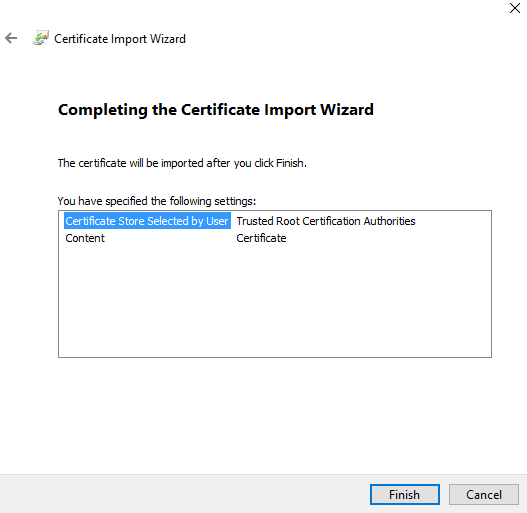 Certificate Import Wizard
Completing the Certificate Import Wizard
The certificate will be imported after you click Finish.
You have specified the following settings:
Certificate Store Selected by User Trusted Root Certification Authorities
Content Certificate
Finish Cancel